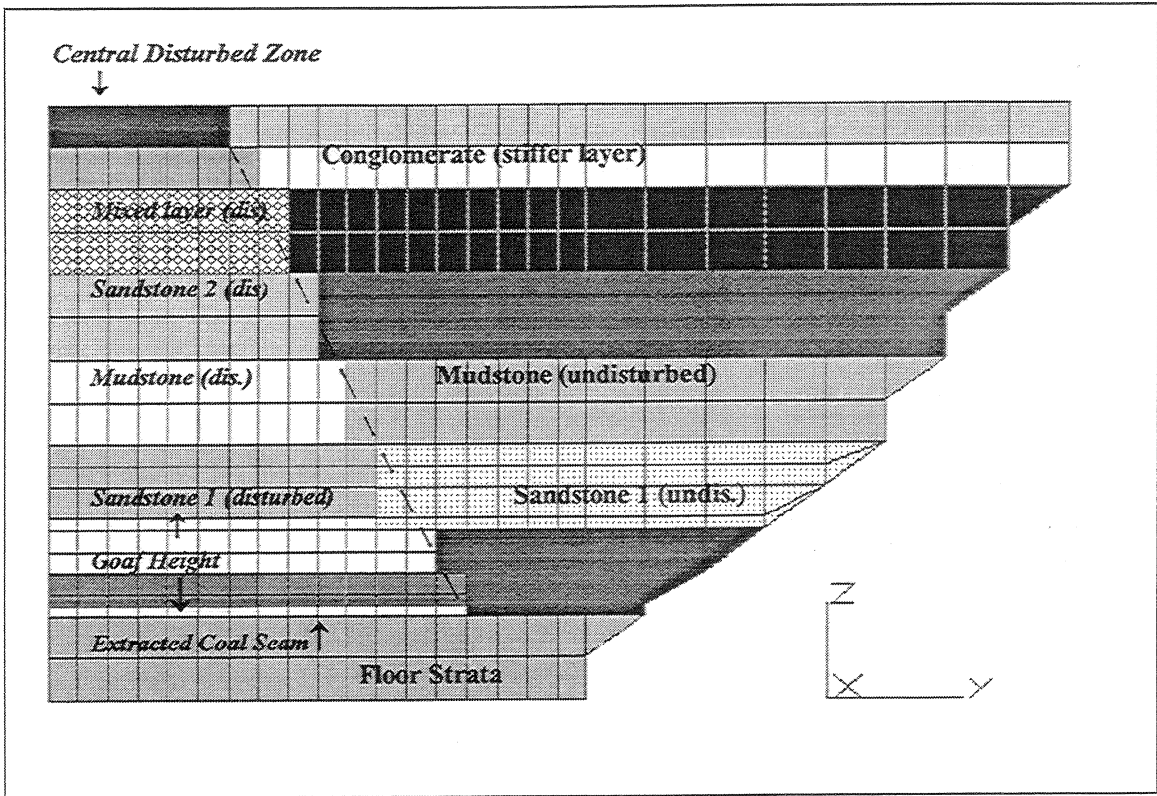 Central Disturbed Zone
Conglomerate (stiffer layer)
Mixed layer (dis)
Sandstone 2 (dis)
Mudstone (dis.)
Mudstone (undisturbed)
Sandstone 1 (disturbed)
Sandstone 1 (undis.)
Goaf Height
Extracted Coal Seam
Floor Strata
Z
X
Y